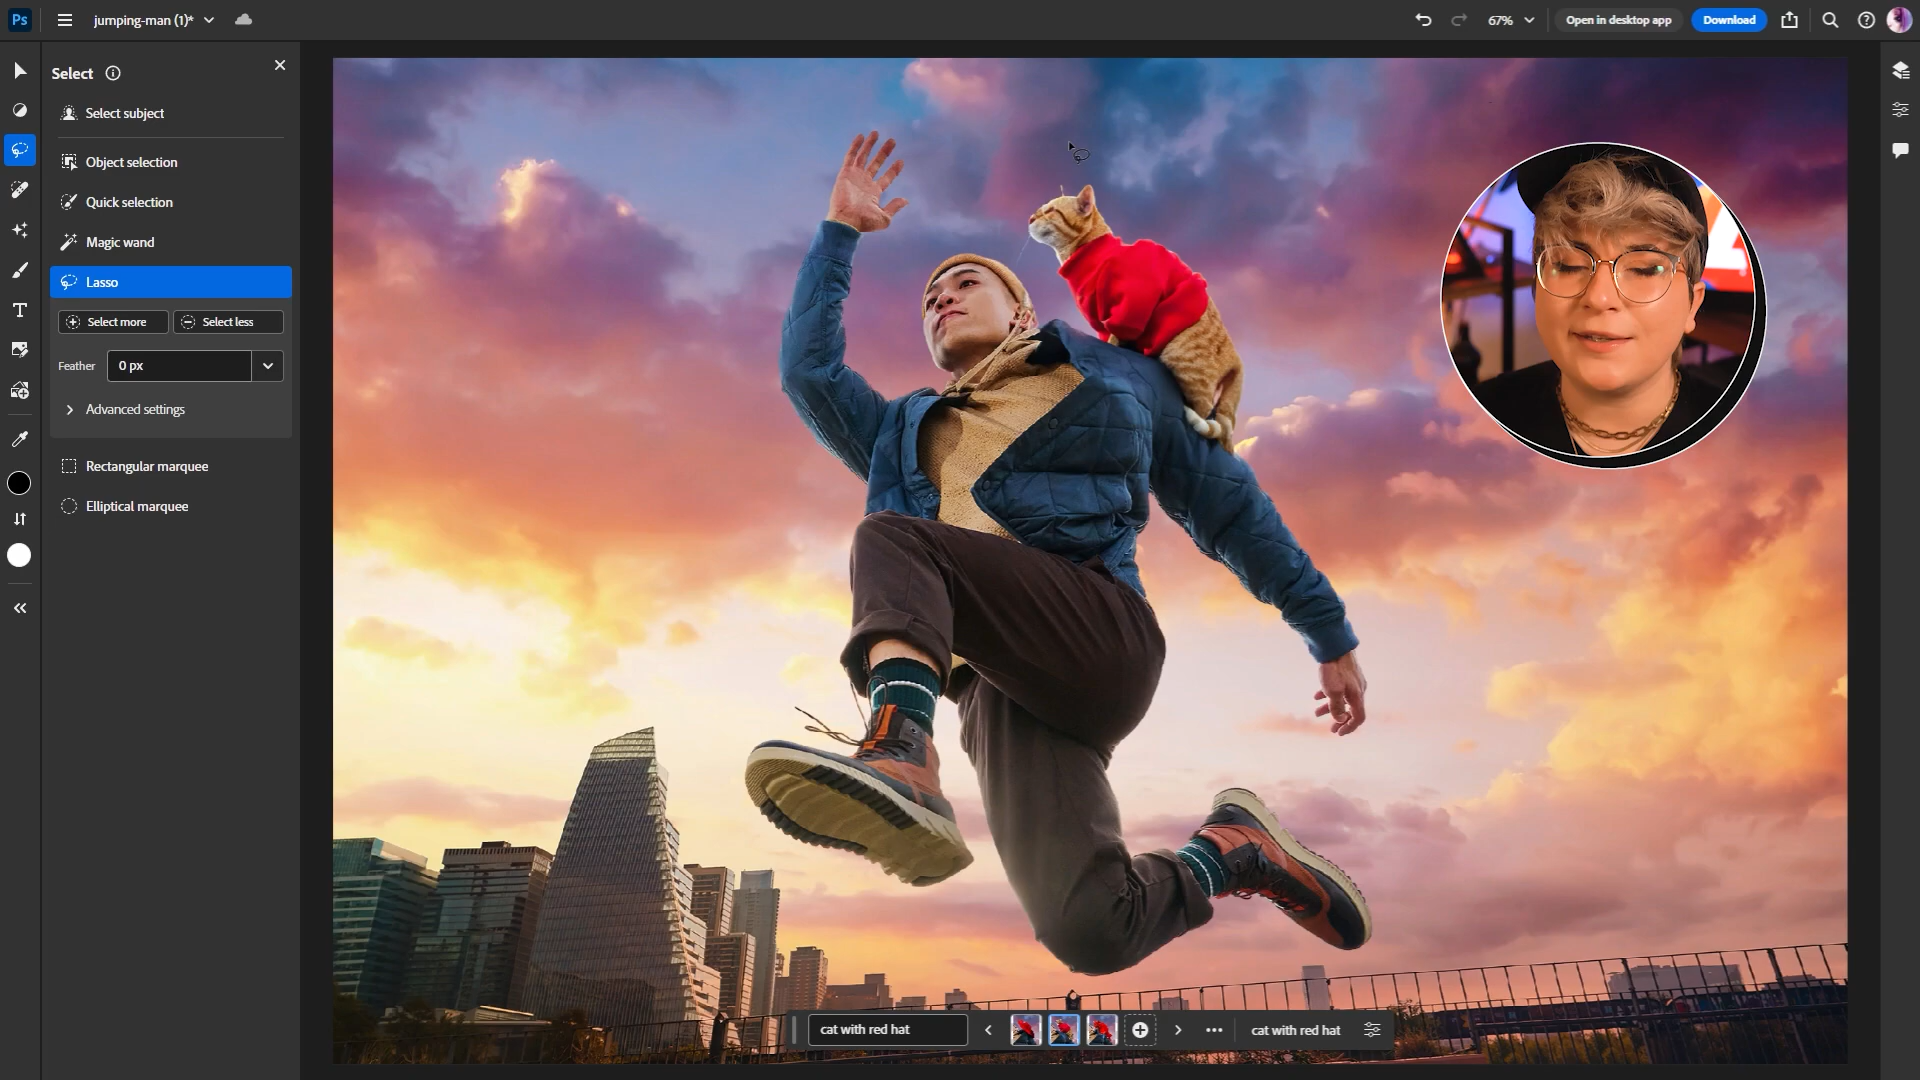 Ps
jumping-man (1)*
67%
Open in desktop app
Download
Select
Select subject
Object selection
Quick selection
Magic wand
Lasso
Select more
Select less
Feather
0 px
Advanced settings
Rectangular marquee
Elliptical marquee
T
cat with red hat
cat with red hat